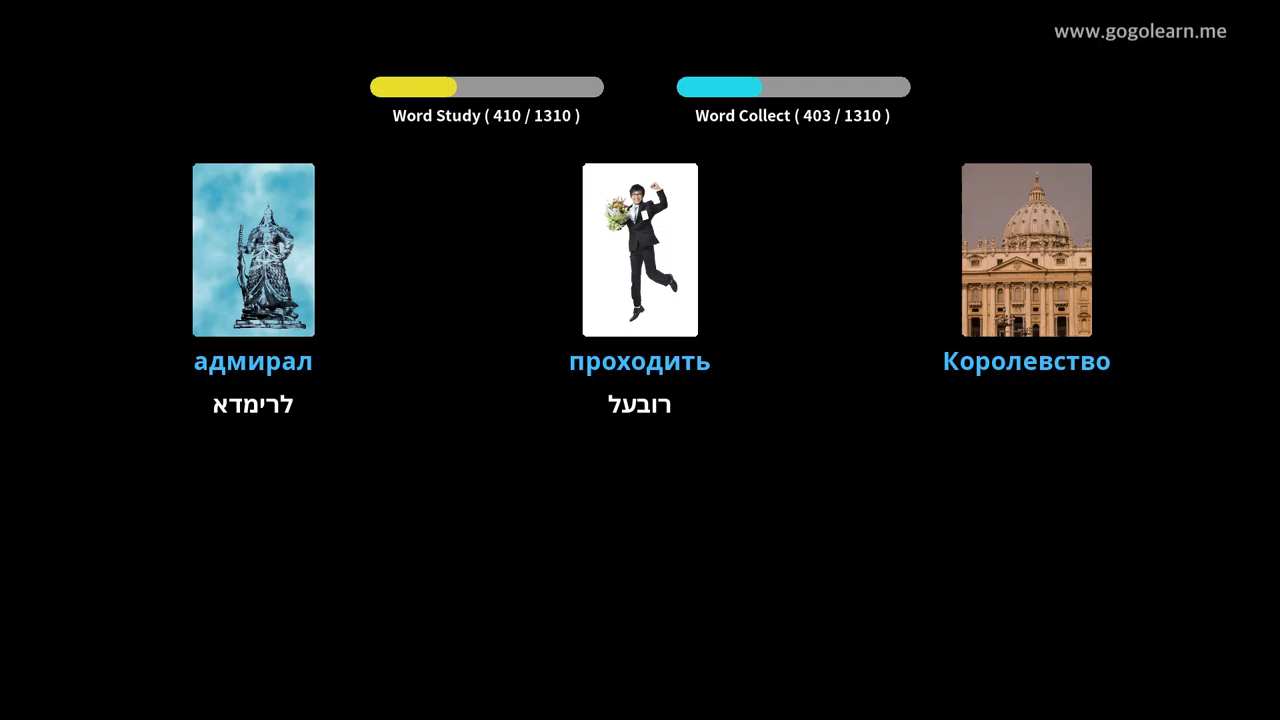 www.gogolearn.me
Word Study ( 410 / 1310 )
Word Collect ( 403 / 1310 )
адмирал
проходить
Королевство
לרימדא
רובעל